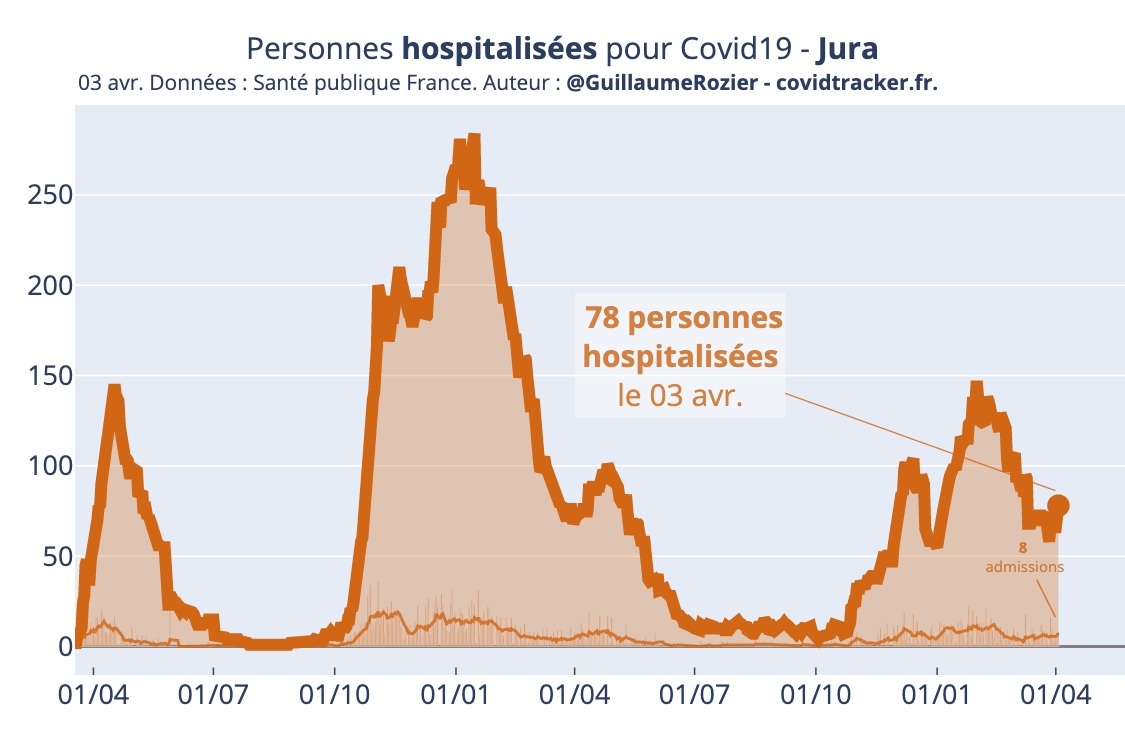 Personnes hospitalisées pour Covid19 - Jura
03 avr. Données : Santé publique France. Auteur : @GuillaumeRozier - covidtracker.fr.
250
200
150
100
50
0
78 personnes
hospitalisées
le 03 avr.
8
admissions
01/04 01/07 01/10 01/01 01/04 01/07 01/10 01/01 01/04